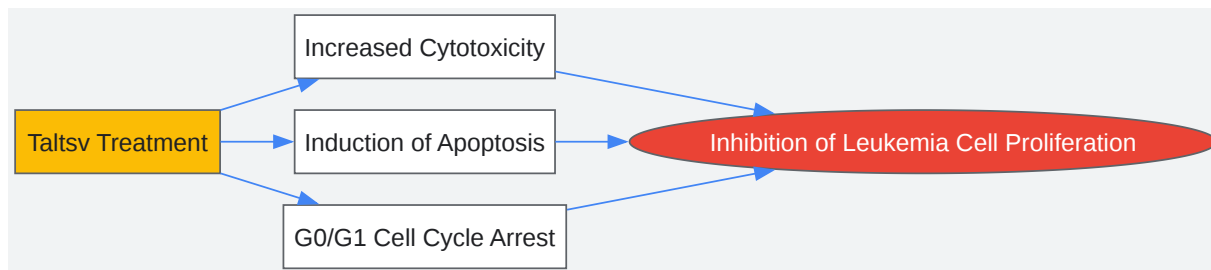 Increased Cytotoxicity
Taltsv Treatment
Induction of Apoptosis
Inhibition of Leukemia Cell Proliferation
G0/G1 Cell Cycle Arrest